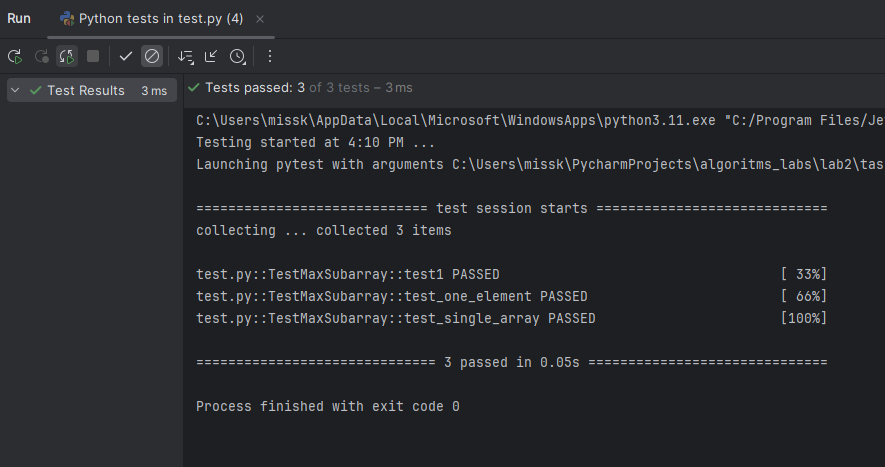 Run Python tests in test.py (4) ×
Test Results 3 ms
Tests passed: 3 of 3 tests – 3 ms
C:\Users\missk\AppData\Local\Microsoft\WindowsApps\python3.11.exe "C:/Program Files/Je
Testing started at 4:10 PM ...
Launching pytest with arguments C:\Users\missk\PycharmProjects\algoritms_labs\lab2\tas
============================= test session starts =============================
collecting ... collected 3 items
test.py::TestMaxSubarray::test1 PASSED [ 33%]
test.py::TestMaxSubarray::test_one_element PASSED [ 66%]
test.py::TestMaxSubarray::test_single_array PASSED [100%]
============================== 3 passed in 0.05s ==============================
Process finished with exit code 0